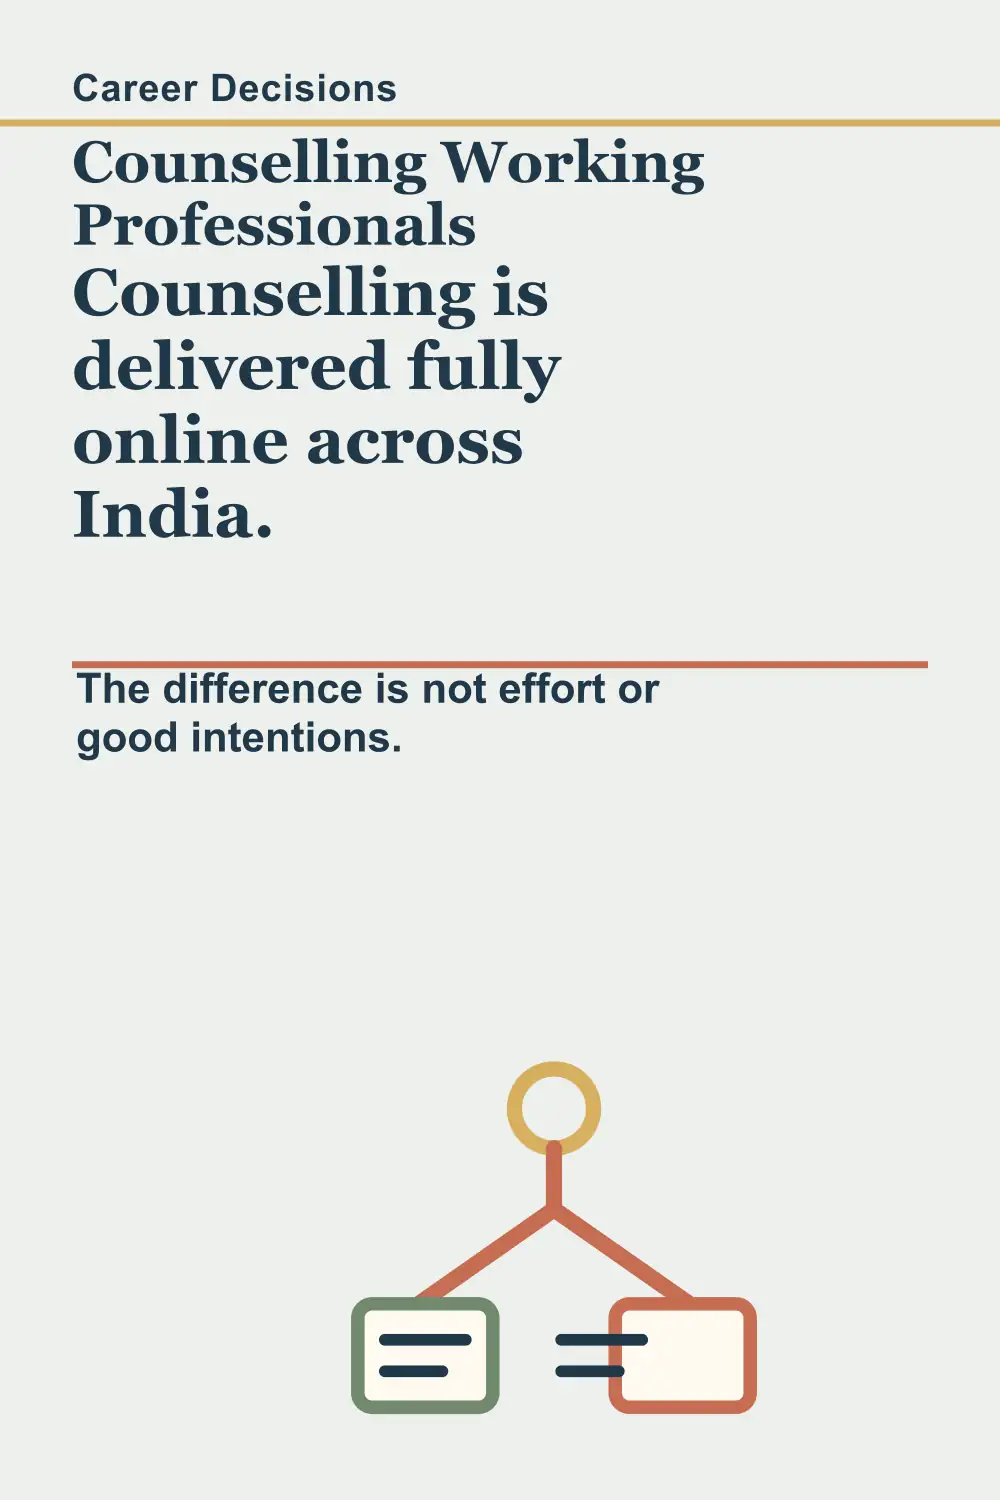 Career Decisions
Counselling Working
Professionals
Counselling is
delivered fully
online across
India.
The difference is not effort or
good intentions.